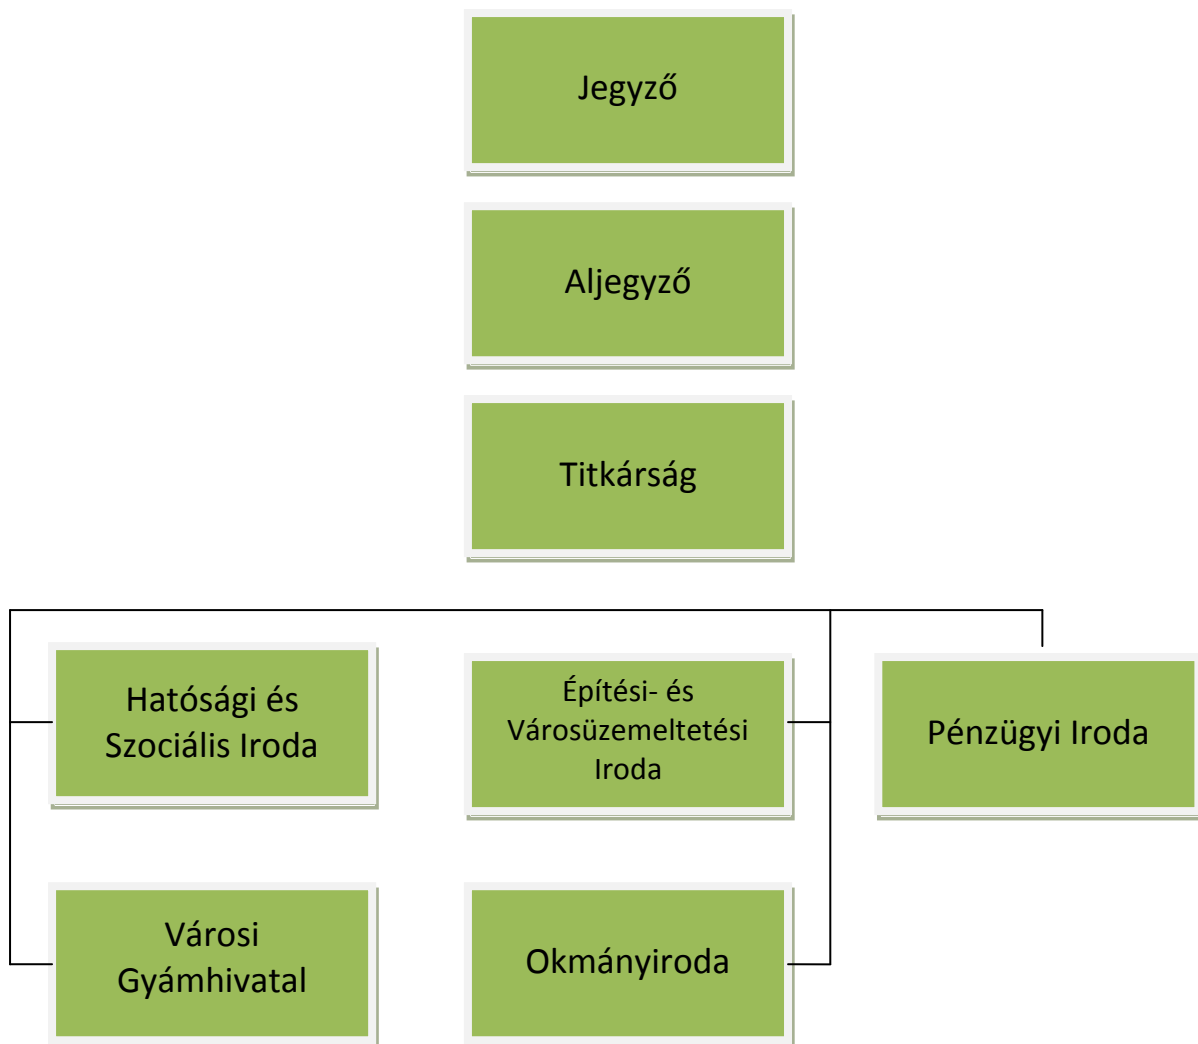 Jegyző
Aljegyző
Titkárság
Hatósági és
Szociális Iroda
Építési- és
Városüzemeltetési
Iroda
Pénzügyi Iroda
Városi
Gyámhivatal
Okmányiroda